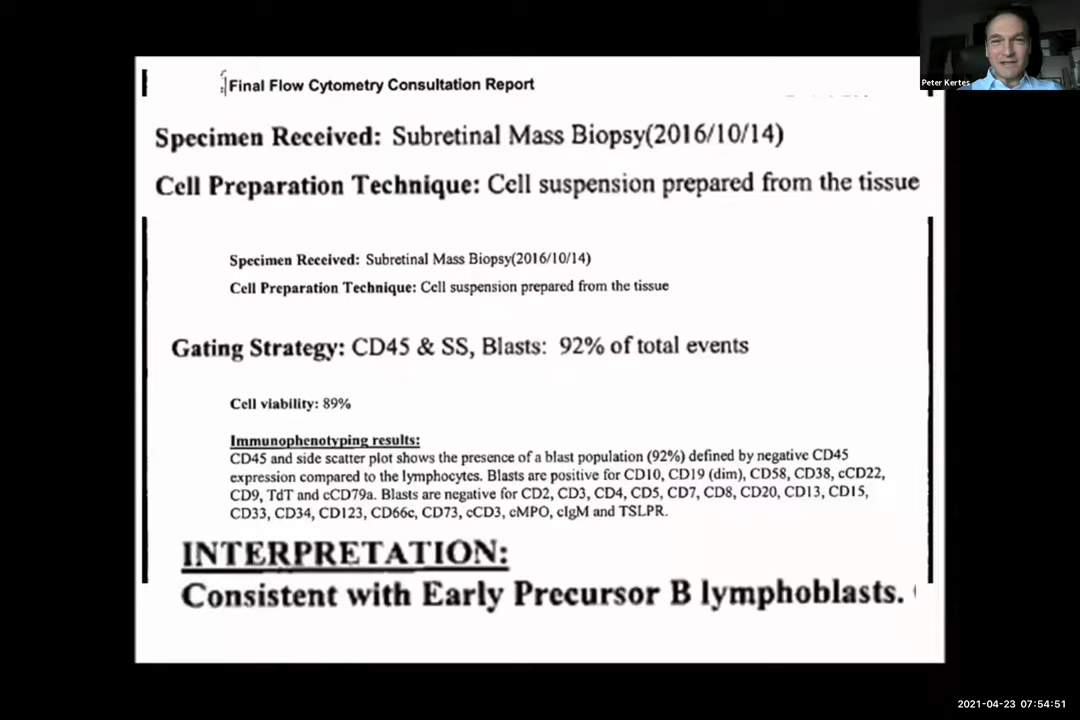 Peter Kertes
Final Flow Cytometry Consultation Report
Specimen Received: Subretinal Mass Biopsy(2016/10/14)
Cell Preparation Technique: Cell suspension prepared from the tissue
Specimen Received: Subretinal Mass Biopsy(2016/10/14)
Cell Preparation Technique: Cell suspension prepared from the tissue
Gating Strategy: CD45 & SS, Blasts: 92% of total events
Cell viability: 89%
Immunophenotyping results:
CD45 and side scatter plot shows the presence of a blast population (92%) defined by negative CD45
expression compared to the lymphocytes. Blasts are positive for CD10, CD19 (dim), CD58, CD38, cCD22,
CD9, TdT and cCD79a. Blasts are negative for CD2, CD3, CD4, CD5, CD7, CD8, CD20, CD13, CD15,
CD33, CD34, CD123, CD66c, CD73, cCD3, cMPO, cIgM and TSLPR.
INTERPRETATION:
Consistent with Early Precursor B lymphoblasts.
2021-04-23 07:54:51